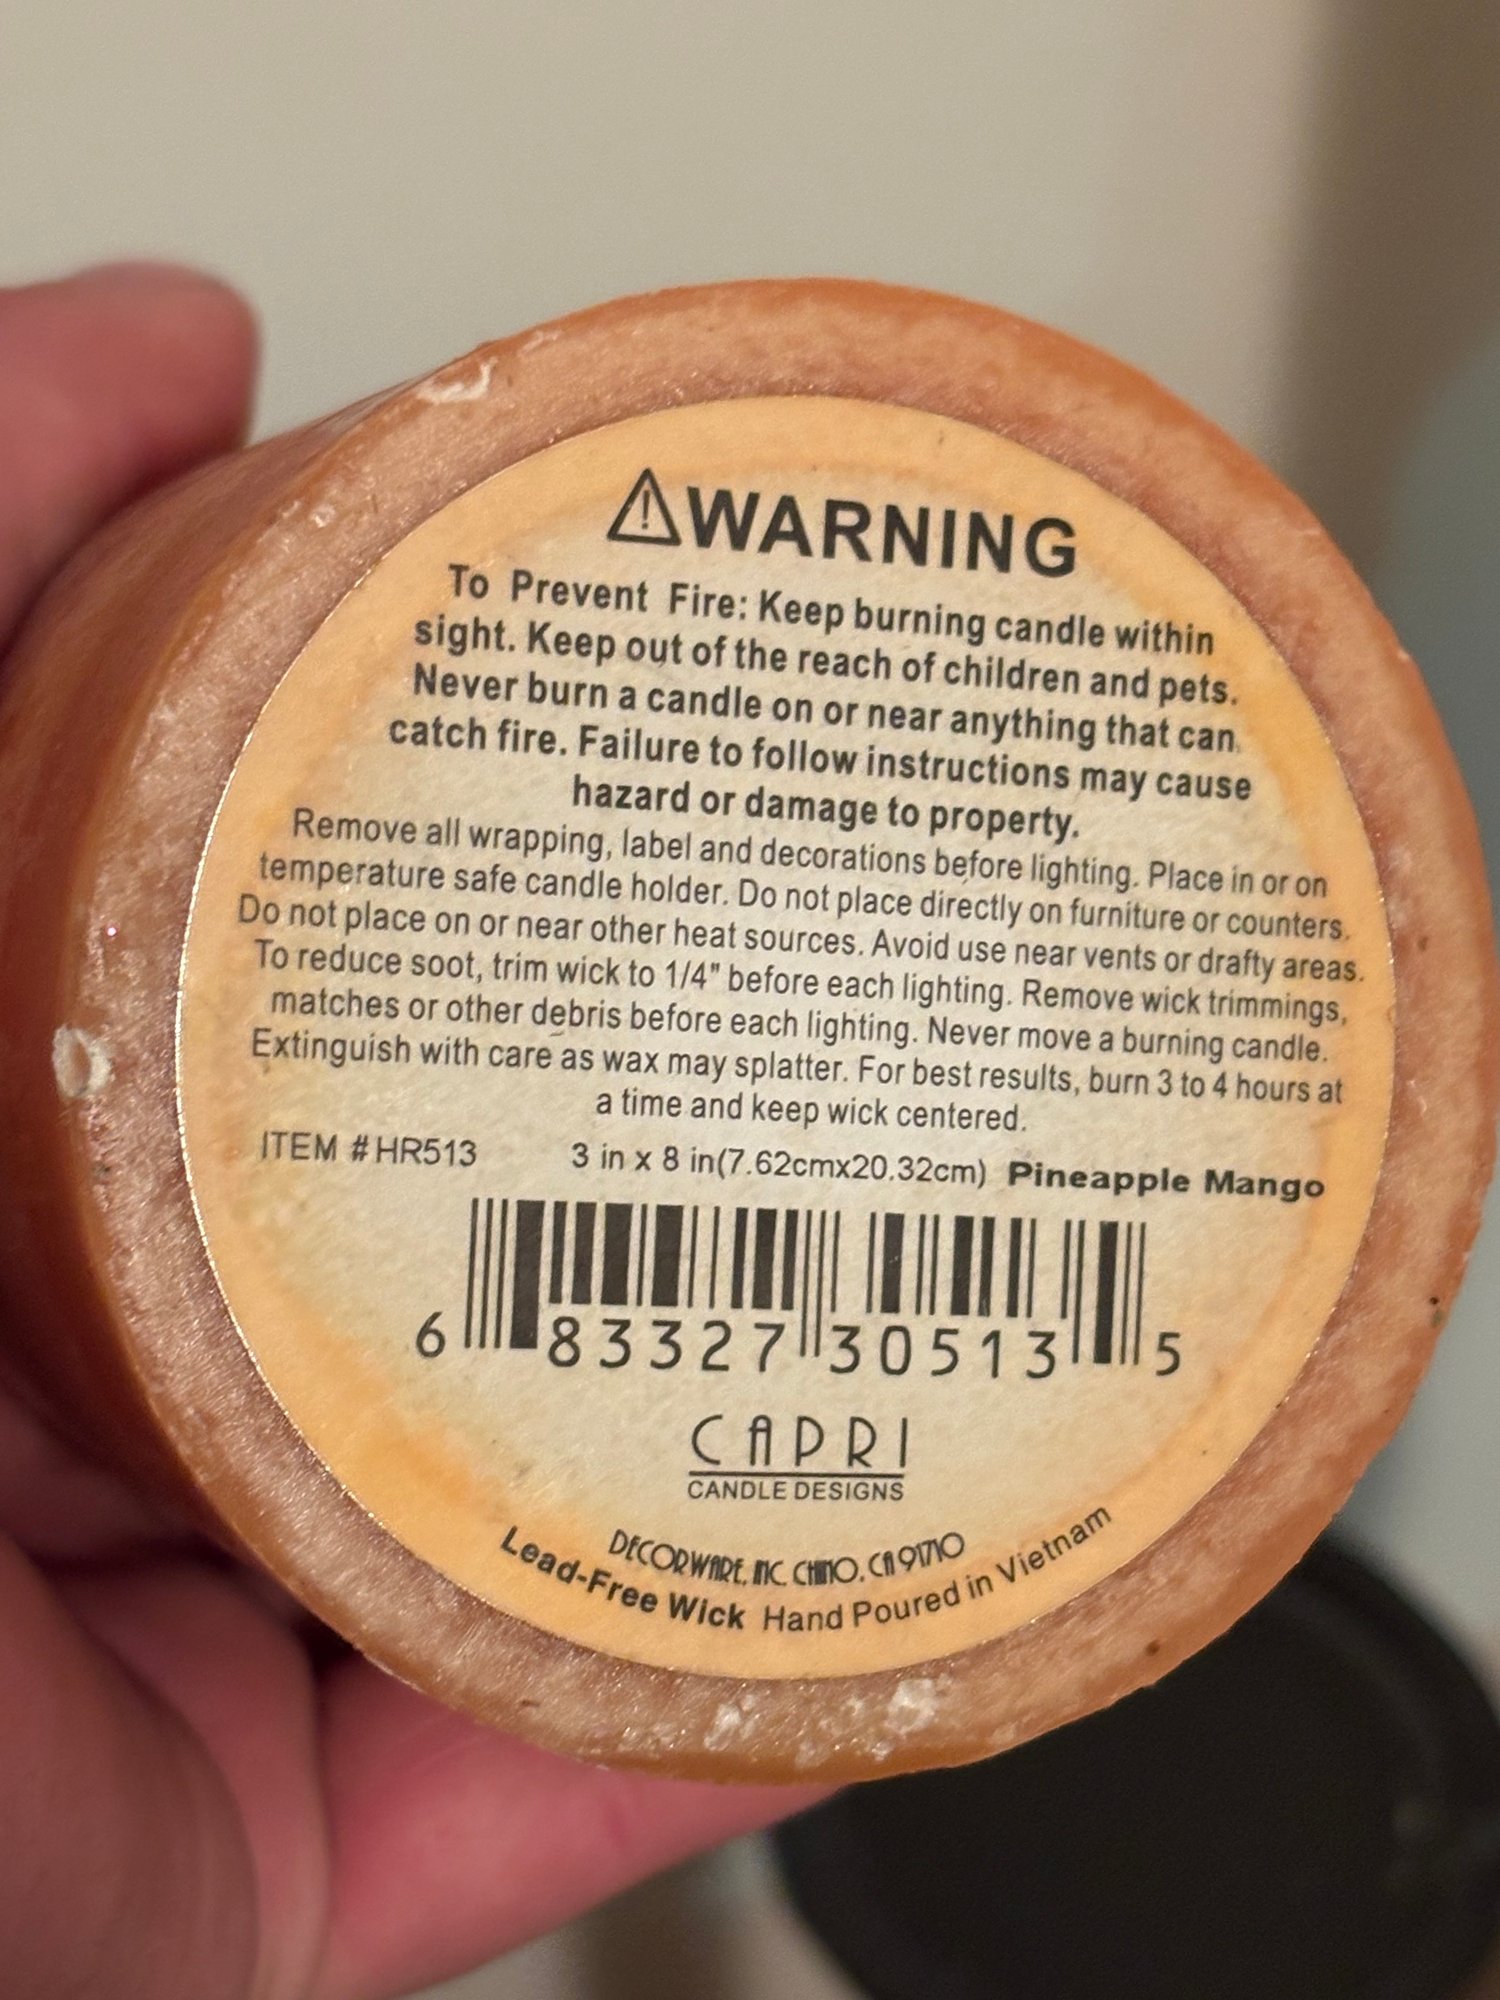 ⚠WARNING
To Prevent Fire: Keep burning candle within
sight. Keep out of the reach of children and pets.
Never burn a candle on or near anything that can
catch fire. Failure to follow instructions may cause
hazard or damage to property.
Remove all wrapping, label and decorations before lighting. Place in or on
temperature safe candle holder. Do not place directly on furniture or counters.
Do not place on or near other heat sources. Avoid use near vents or drafty areas.
To reduce soot, trim wick to 1/4" before each lighting. Remove wick trimmings,
matches or other debris before each lighting. Never move a burning candle.
Extinguish with care as wax may splatter. For best results, burn 3 to 4 hours at
a time and keep wick centered.
ITEM #HR513 3 in x 8 in(7.62cmx20.32cm) Pineapple Mango
6 83327 30513 5
CAPRI
CANDLE DESIGNS
DECORWARE, INC. CHINO, CA 91710
Lead-Free Wick Hand Poured in Vietnam